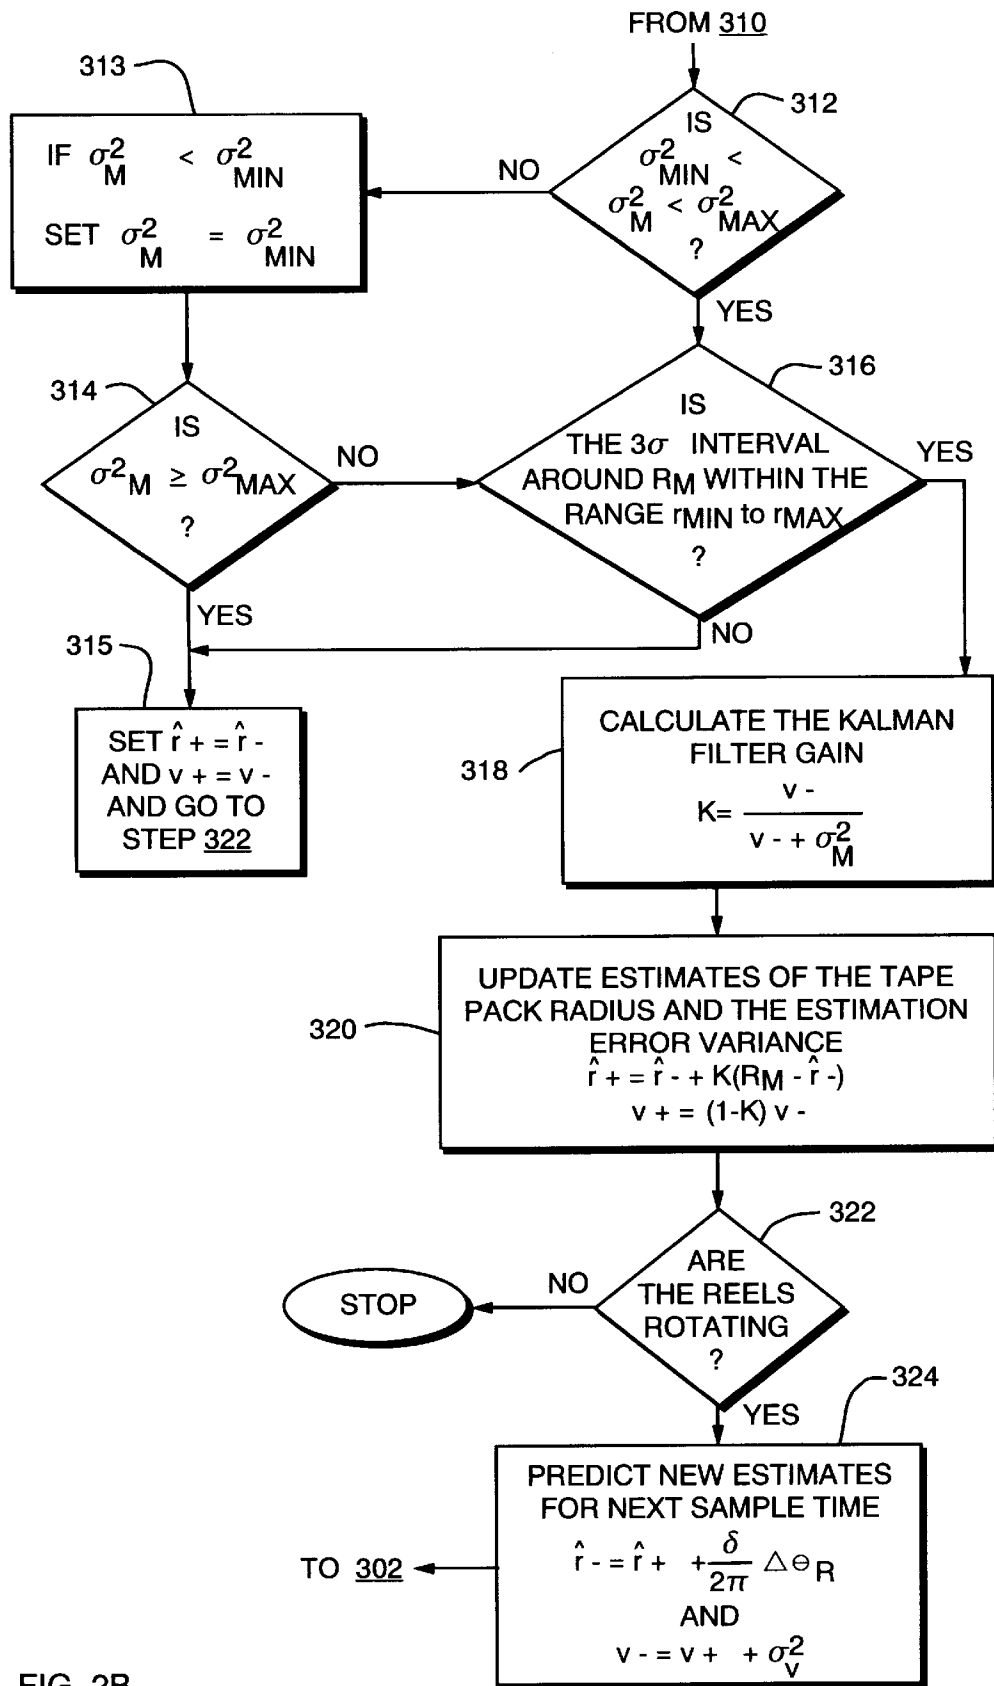 FROM 310
313
312
IF σ²M < σ²MIN
SET σ²M = σ²MIN
NO
IS
σ²MIN <
σ²M < σ²MAX
?
YES
314
316
IS
σ²M ≥ σ²MAX
?
NO
YES
IS
THE 3σ INTERVAL
AROUND RM WITHIN THE
RANGE rMIN to rMAX
?
YES
NO
315
SET r̂ + = r̂ -
AND v + = v -
AND GO TO
STEP 322
318
CALCULATE THE KALMAN
FILTER GAIN
K= v - / v - + σ²M
320
UPDATE ESTIMATES OF THE TAPE
PACK RADIUS AND THE ESTIMATION
ERROR VARIANCE
r̂ + = r̂ - + K(RM - r̂ -)
v + = (1-K) v -
322
ARE
THE REELS
ROTATING
?
NO
STOP
YES
324
PREDICT NEW ESTIMATES
FOR NEXT SAMPLE TIME
r̂ - = r̂ + + δ/2π △ΘR
AND
v - = v + + σ²v
TO 302
FIG. 2B